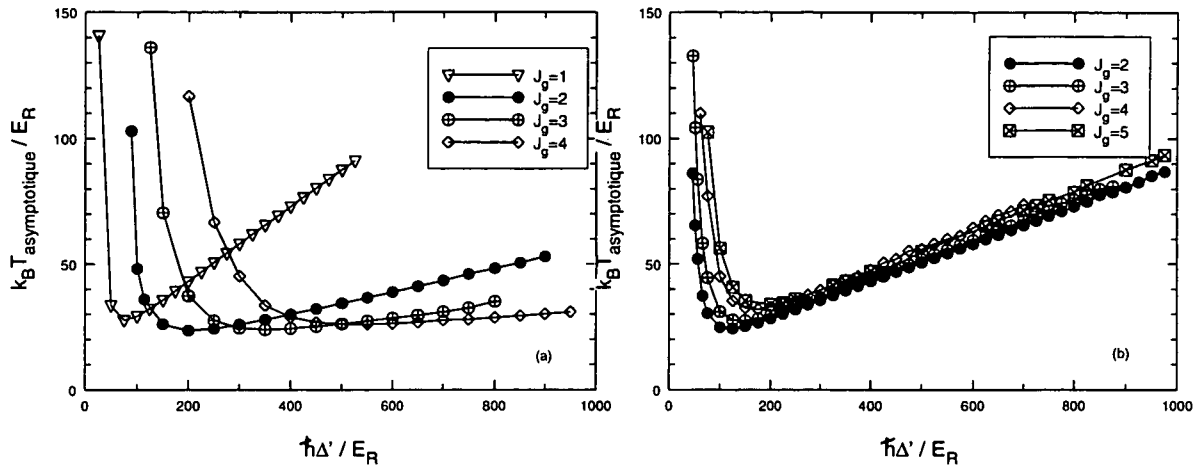 150
100
50
0
k_B T_asymptotique / E_R
J_g=1
J_g=2
J_g=3
J_g=4
(a)
0 200 400 600 800 1000
ħΔ' / E_R
150
100
50
0
k_B T_asymptotique / E_R
J_g=2
J_g=3
J_g=4
J_g=5
(b)
0 200 400 600 800 1000
ħΔ' / E_R